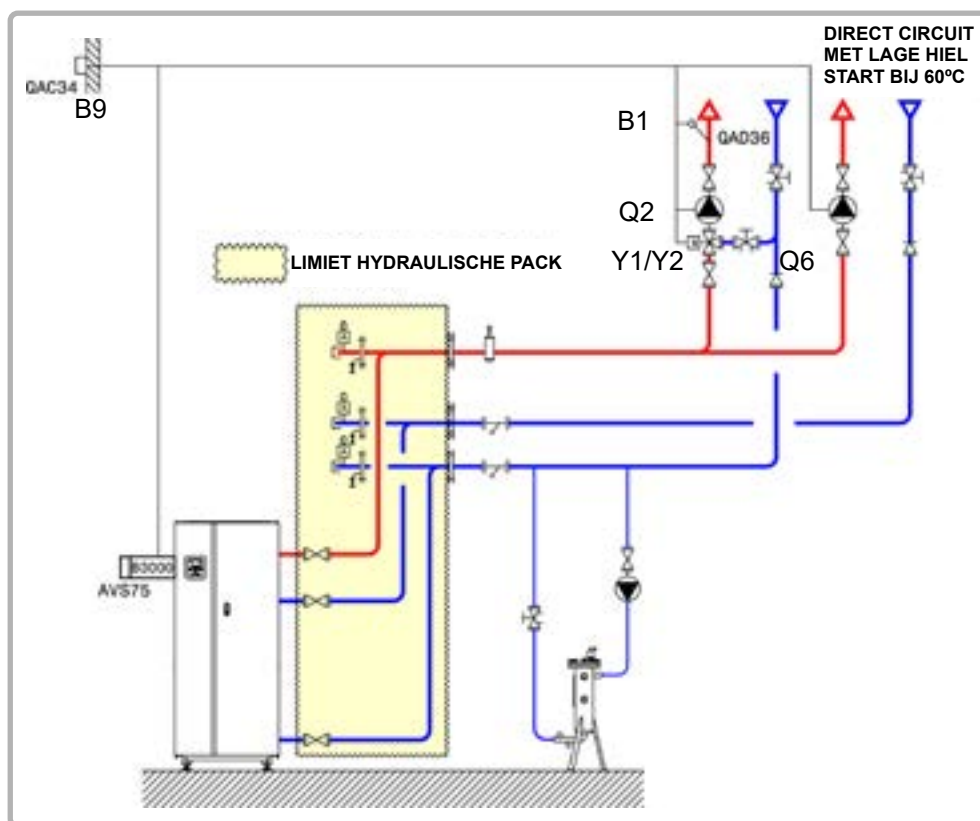 DIRECT CIRCUIT
MET LAGE HIEL
START BIJ 60ºC
QAC34
B9
B1
QAD36
Q2
Y1/Y2
Q6
LIMIET HYDRAULISCHE PACK
B3000
AVS75